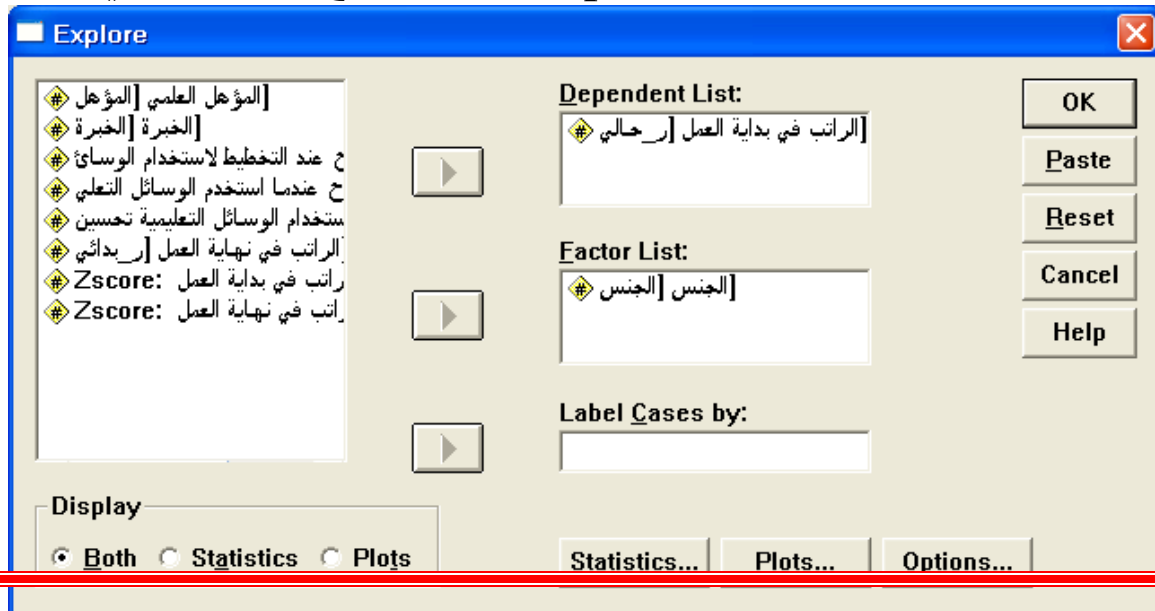 Explore
[المؤهل العلمي [المؤهل
[الخبرة [الخبرة
ح عند التخطيط لاستخدام الوسائ
ح عندما استخدم الوسائل التعلي
ستخدام الوسائل التعليمية تحسين
الراتب في نهاية العمل [ر_بدائي
Zscore: راتب في بداية العمل
Zscore: راتب في نهاية العمل
Display
Both Statistics Plots
Dependent List:
[الراتب في بداية العمل [ر_حالي
Factor List:
[الجنس [الجنس
Label Cases by:
Statistics... Plots... Options...
OK
Paste
Reset
Cancel
Help